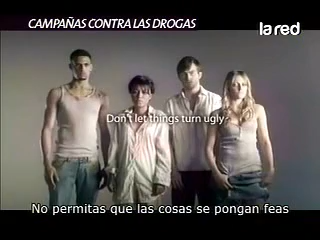 CAMPAÑAS CONTRA LAS DROGAS
la red
Don't let things turn ugly
No permitas que las cosas se pongan feas